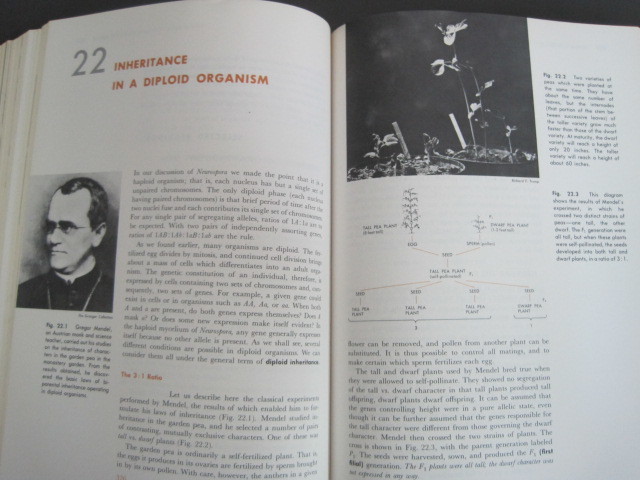 22 INHERITANCE
IN A DIPLOID ORGANISM
In our discussion of Neurospora we made the point that it is a
haploid organism; that is, each nucleus has but a single set of
unpaired chromosomes. The only diploid phase (each nucleus
having paired chromosomes) is that brief period of time after the
two nuclei fuse and each contributes its single set of chromosomes.
For any single pair of segregating alleles, ratios of 1A:1a are to
be expected. With two pairs of independently assorting genes,
ratios of 1AB:1Ab:1aB:1ab are the rule.
As we found earlier, many organisms are diploid. The fer-
tilized egg divides by mitosis, and continued cell division brings
about a mass of cells which differentiates into an adult orga-
nism. The genetic constitution of an individual, therefore, is
expressed by cells containing two sets of chromosomes and, con-
sequently, two sets of genes. For example, a given gene could
exist in cells or in organisms such as AA, Aa, or aa. When both
A and a are present, do both genes express themselves? Does A
mask a? Or does some new expression make itself evident? In
the haploid mycelium of Neurospora, any gene generally expresses
itself because no other allele is present. As we shall see, several
different conditions are possible in diploid organisms. We can
consider them all under the general term of diploid inheritance.
Fig. 22.1 Gregor Mendel,
an Austrian monk and science
teacher, carried out his studies
on the inheritance of charac-
ters in the garden pea in the
monastery garden. From the
results obtained, he discov-
ered the basic laws of bi-
parental inheritance operating
in diploid organisms.
The 3:1 Ratio
Let us describe here the classical experiments
performed by Mendel, the results of which enabled him to for-
mulate his laws of inheritance (Fig. 22.1). Mendel studied in-
heritance in the garden pea, and he selected a number of pairs
of contrasting, mutually exclusive characters. One of these was
tall vs. dwarf plants (Fig. 22.2).
The garden pea is ordinarily a self-fertilized plant. That is
the eggs it produces in its ovaries are fertilized by sperm brought
in by its own pollen. With care, however, the anthers in a given
Fig. 22.2 Two varieties of
peas which were planted at
the same time. They have
about the same number of
leaves, but the internodes
(that portion of the stem be-
tween successive leaves) of
the taller variety grow much
faster than those of the dwarf
variety. At maturity, the dwarf
variety will reach a height of
only 20 inches. The taller
variety will reach a height of
about 60 inches.
Fig. 22.3 This diagram
shows the results of Mendel's
experiment, in which he
crossed two distinct strains of
peas—one tall, the other
dwarf. The F1 generation were
all tall, but when these plants
were self-pollinated, the seeds
developed into both tall and
dwarf plants, in a ratio of 3:1.
TALL PEA PLANT
DWARF PEA PLANT
EGG
SPERM
SEED
TALL PEA PLANT
(self-pollinated)
SEED SEED SEED SEED
TALL PEA PLANT
TALL PEA PLANT
TALL PEA PLANT
DWARF PEA PLANT
3 1
flower can be removed, and pollen from another plant can be
substituted. It is thus possible to control all matings, and to
make certain which sperm fertilizes each egg.
The tall and dwarf plants used by Mendel bred true when
they were allowed to self-pollinate. They showed no segregation
of the tall vs. dwarf character in that tall plants produced tall
offspring, dwarf plants dwarf offspring. It can be assumed that
the genes controlling height were in a pure allelic state, even
though it can be further assumed that the genes responsible for
the tall character were different from those governing the dwarf
character. Mendel then crossed the two strains of plants. The
cross is shown in Fig. 22.3, with the parent generation labeled
P1. The seeds were harvested, sown, and produced the F1 (first
filial) generation. The F1 plants were all tall; the dwarf character was
not expressed in any way.